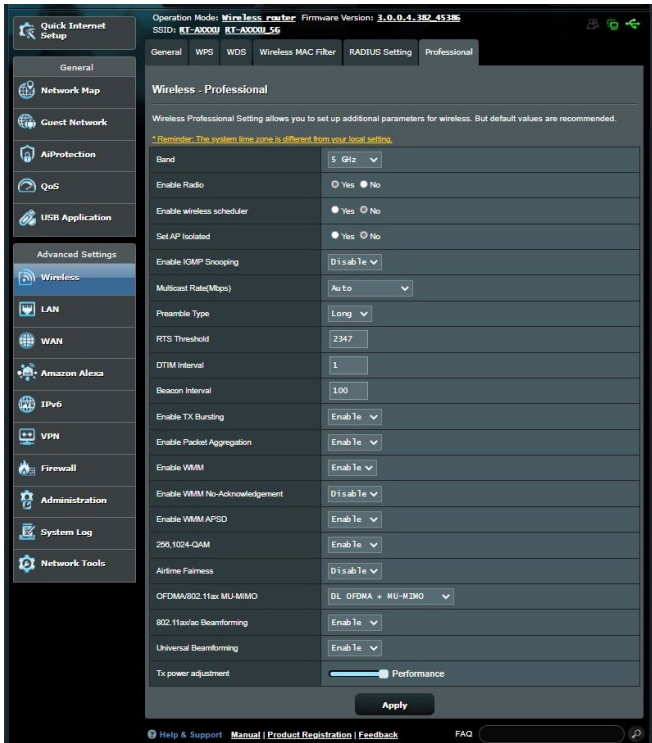 Quick Internet Setup
General
Network Map
Guest Network
AiProtection
QoS
USB Application
Advanced Settings
Wireless
LAN
WAN
Amazon Alexa
IPv6
VPN
Firewall
Administration
System Log
Network Tools
Operation Mode: Wireless router Firmware Version: 3.0.0.4.382_45386
SSID: RT-AXXXU RT-AXXXU_5G
General WPS WDS Wireless MAC Filter RADIUS Setting Professional
Wireless - Professional
Wireless Professional Setting allows you to set up additional parameters for wireless. But default values are recommended.
* Reminder: The system time zone is different from your local setting.
Band 5 GHz
Enable Radio Yes No
Enable wireless scheduler Yes No
Set AP Isolated Yes No
Enable IGMP Snooping Disable
Multicast Rate(Mbps) Auto
Preamble Type Long
RTS Threshold 2347
DTIM Interval 1
Beacon Interval 100
Enable TX Bursting Enable
Enable Packet Aggregation Enable
Enable WMM Enable
Enable WMM No-Acknowledgement Disable
Enable WMM APSD Enable
256,1024-QAM Enable
Airtime Fairness Disable
OFDMA/802.11ax MU-MIMO DL OFDMA + MU-MIMO
802.11ax/ac Beamforming Enable
Universal Beamforming Enable
Tx power adjustment Performance
Apply
Help & Support Manual | Product Registration | Feedback FAQ